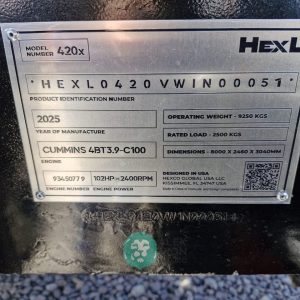 MODEL NUMBER 420x HEXL
*HEXL0420VWIN00051*
PRODUCT IDENTIFICATION NUMBER
2025
YEAR OF MANUFACTURE
OPERATING WEIGHT - 9250 KGS
RATED LOAD - 2500 KGS
CUMMINS 4BT3.9-C100
ENGINE
DIMENSIONS - 8000 X 2460 X 3040MM
93450779
ENGINE NUMBER
102HP–2400RPM
ENGINE POWER
DESIGNED IN USA
HEXCO GLOBAL USA LLC
KISSIMMEE, FL 34747 USA